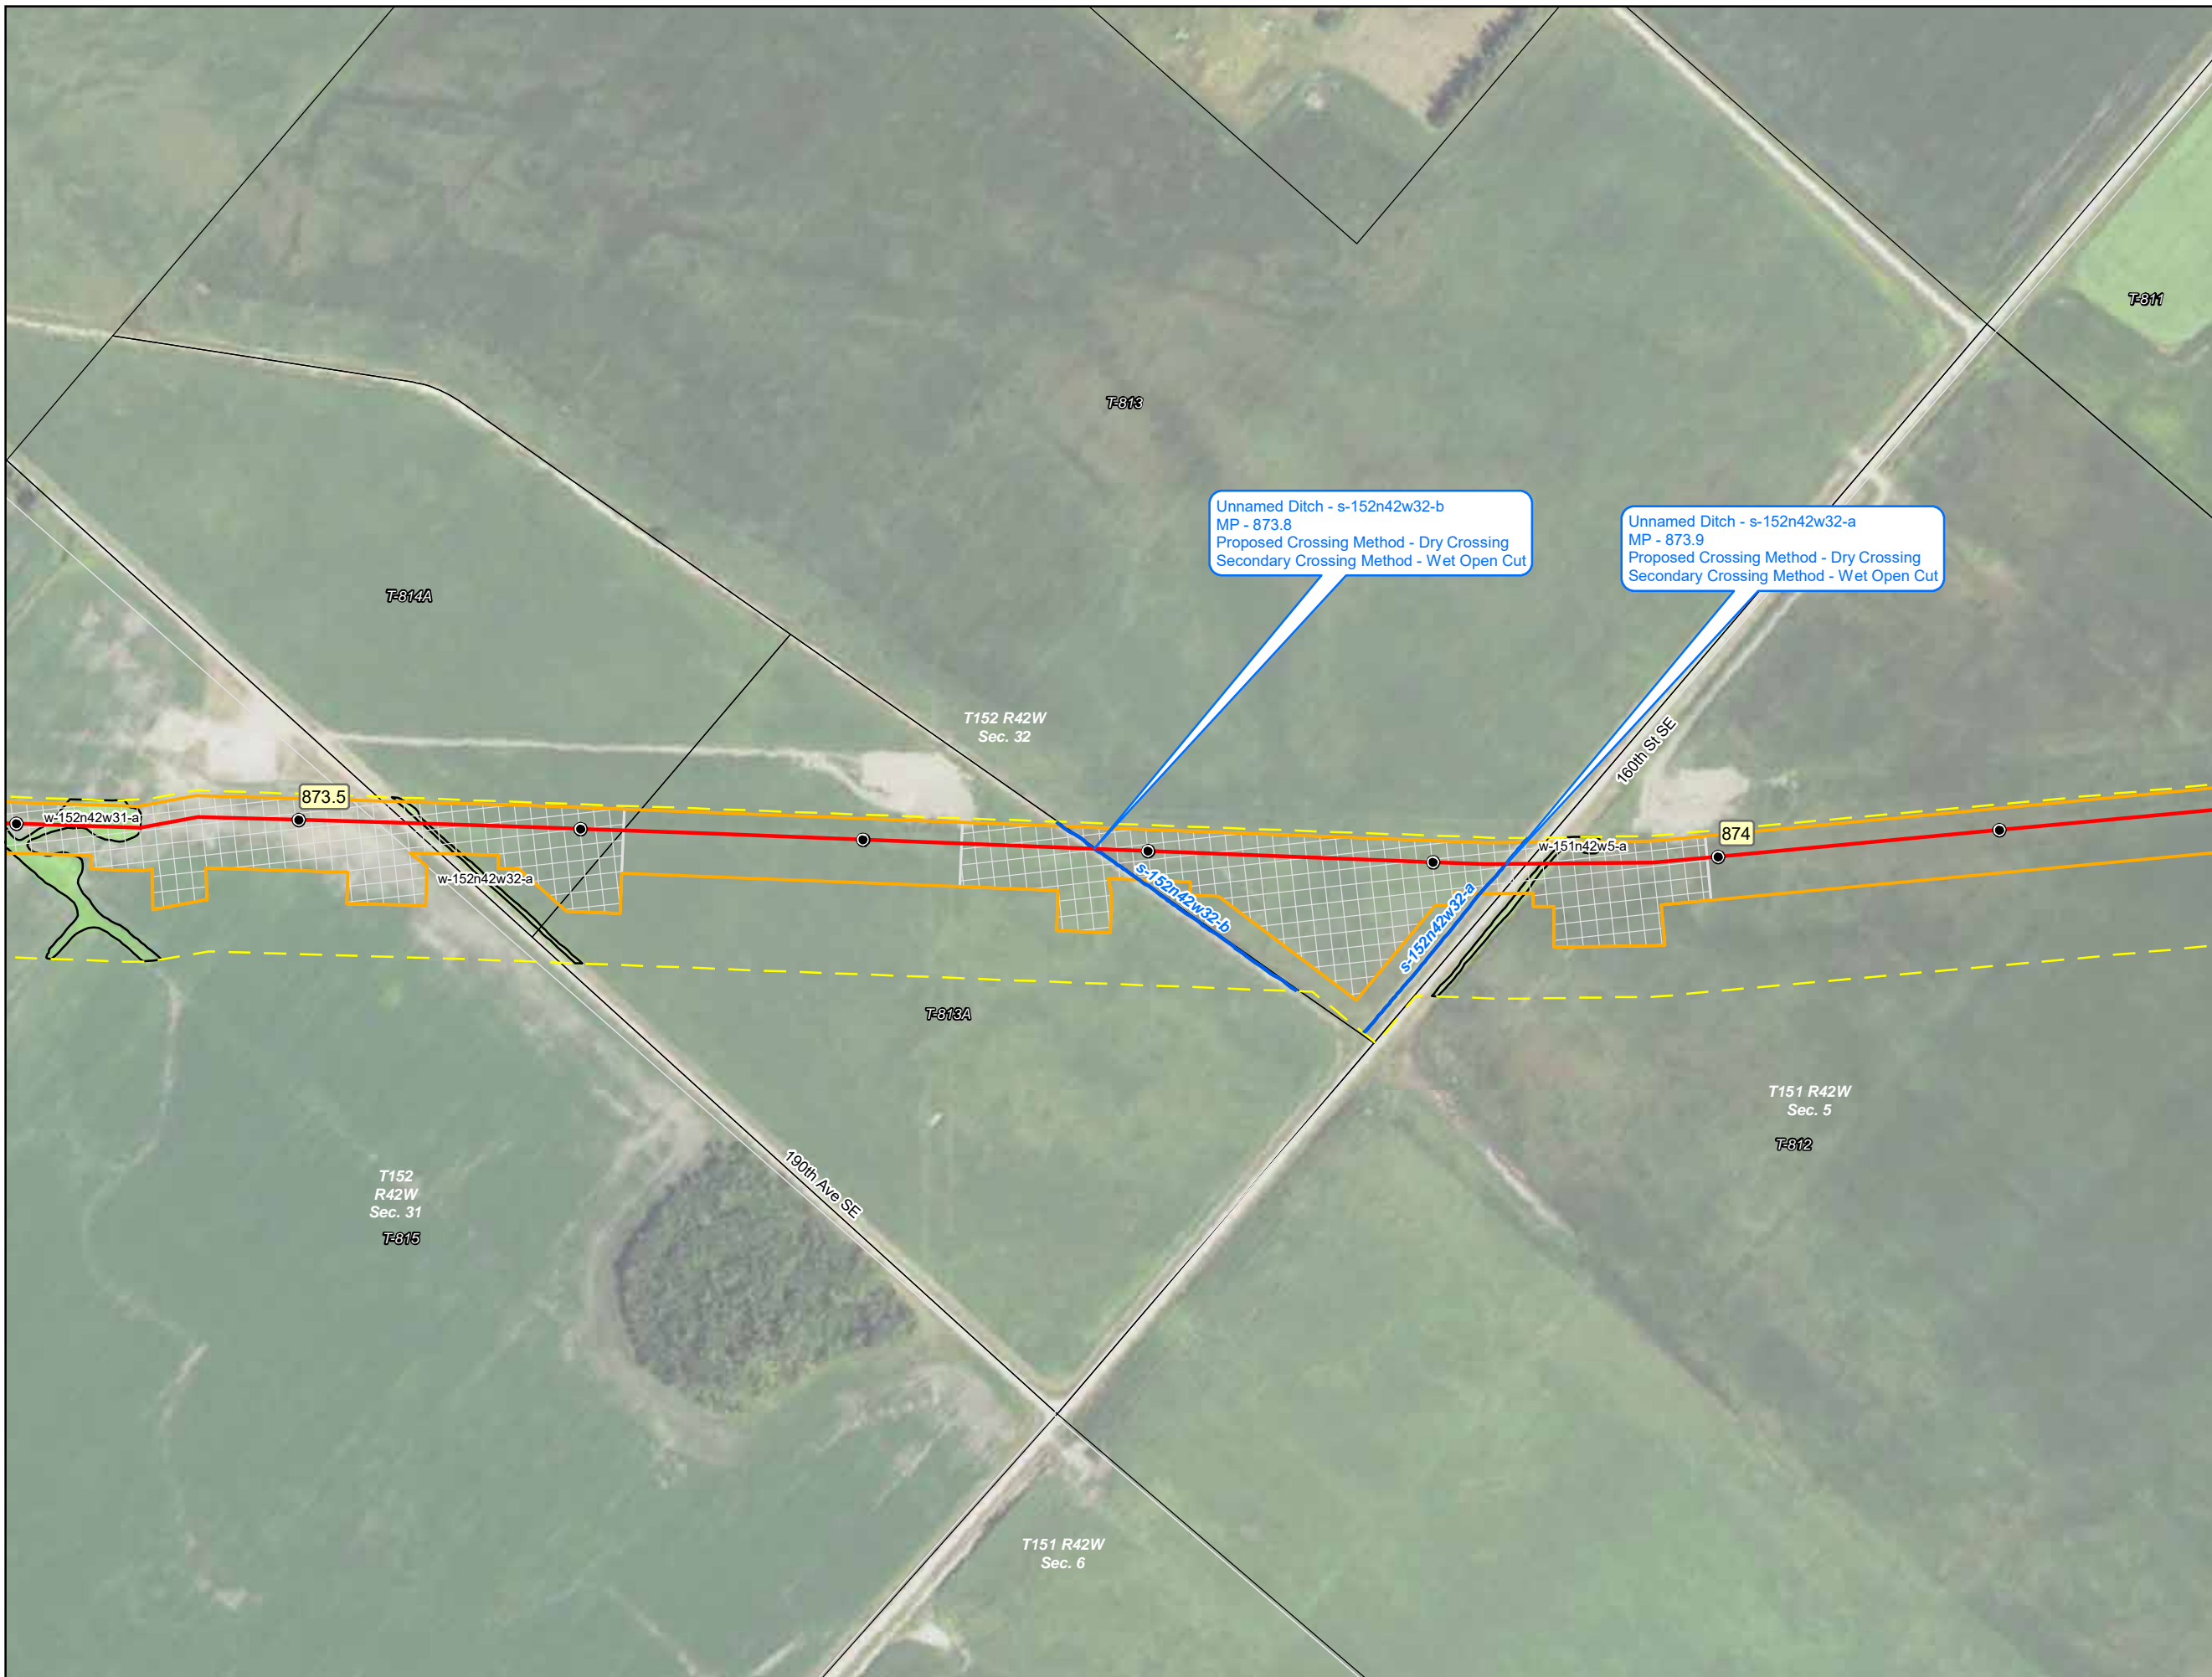 T-811
T-813
Unnamed Ditch - s-152n42w32-b
MP - 873.8
Proposed Crossing Method - Dry Crossing
Secondary Crossing Method - Wet Open Cut
Unnamed Ditch - s-152n42w32-a
MP - 873.9
Proposed Crossing Method - Dry Crossing
Secondary Crossing Method - Wet Open Cut
T-814A
T152 R42W
Sec. 32
160th St SE
873.5
w-152n42w31-a
874
w-151n42w5-a
w-152n42w32-a
s-152n42w32-b
s-152n42w32-a
T-813A
T151 R42W
Sec. 5
T-812
190th Ave SE
T152
R42W
Sec. 31
T-815
T151 R42W
Sec. 6